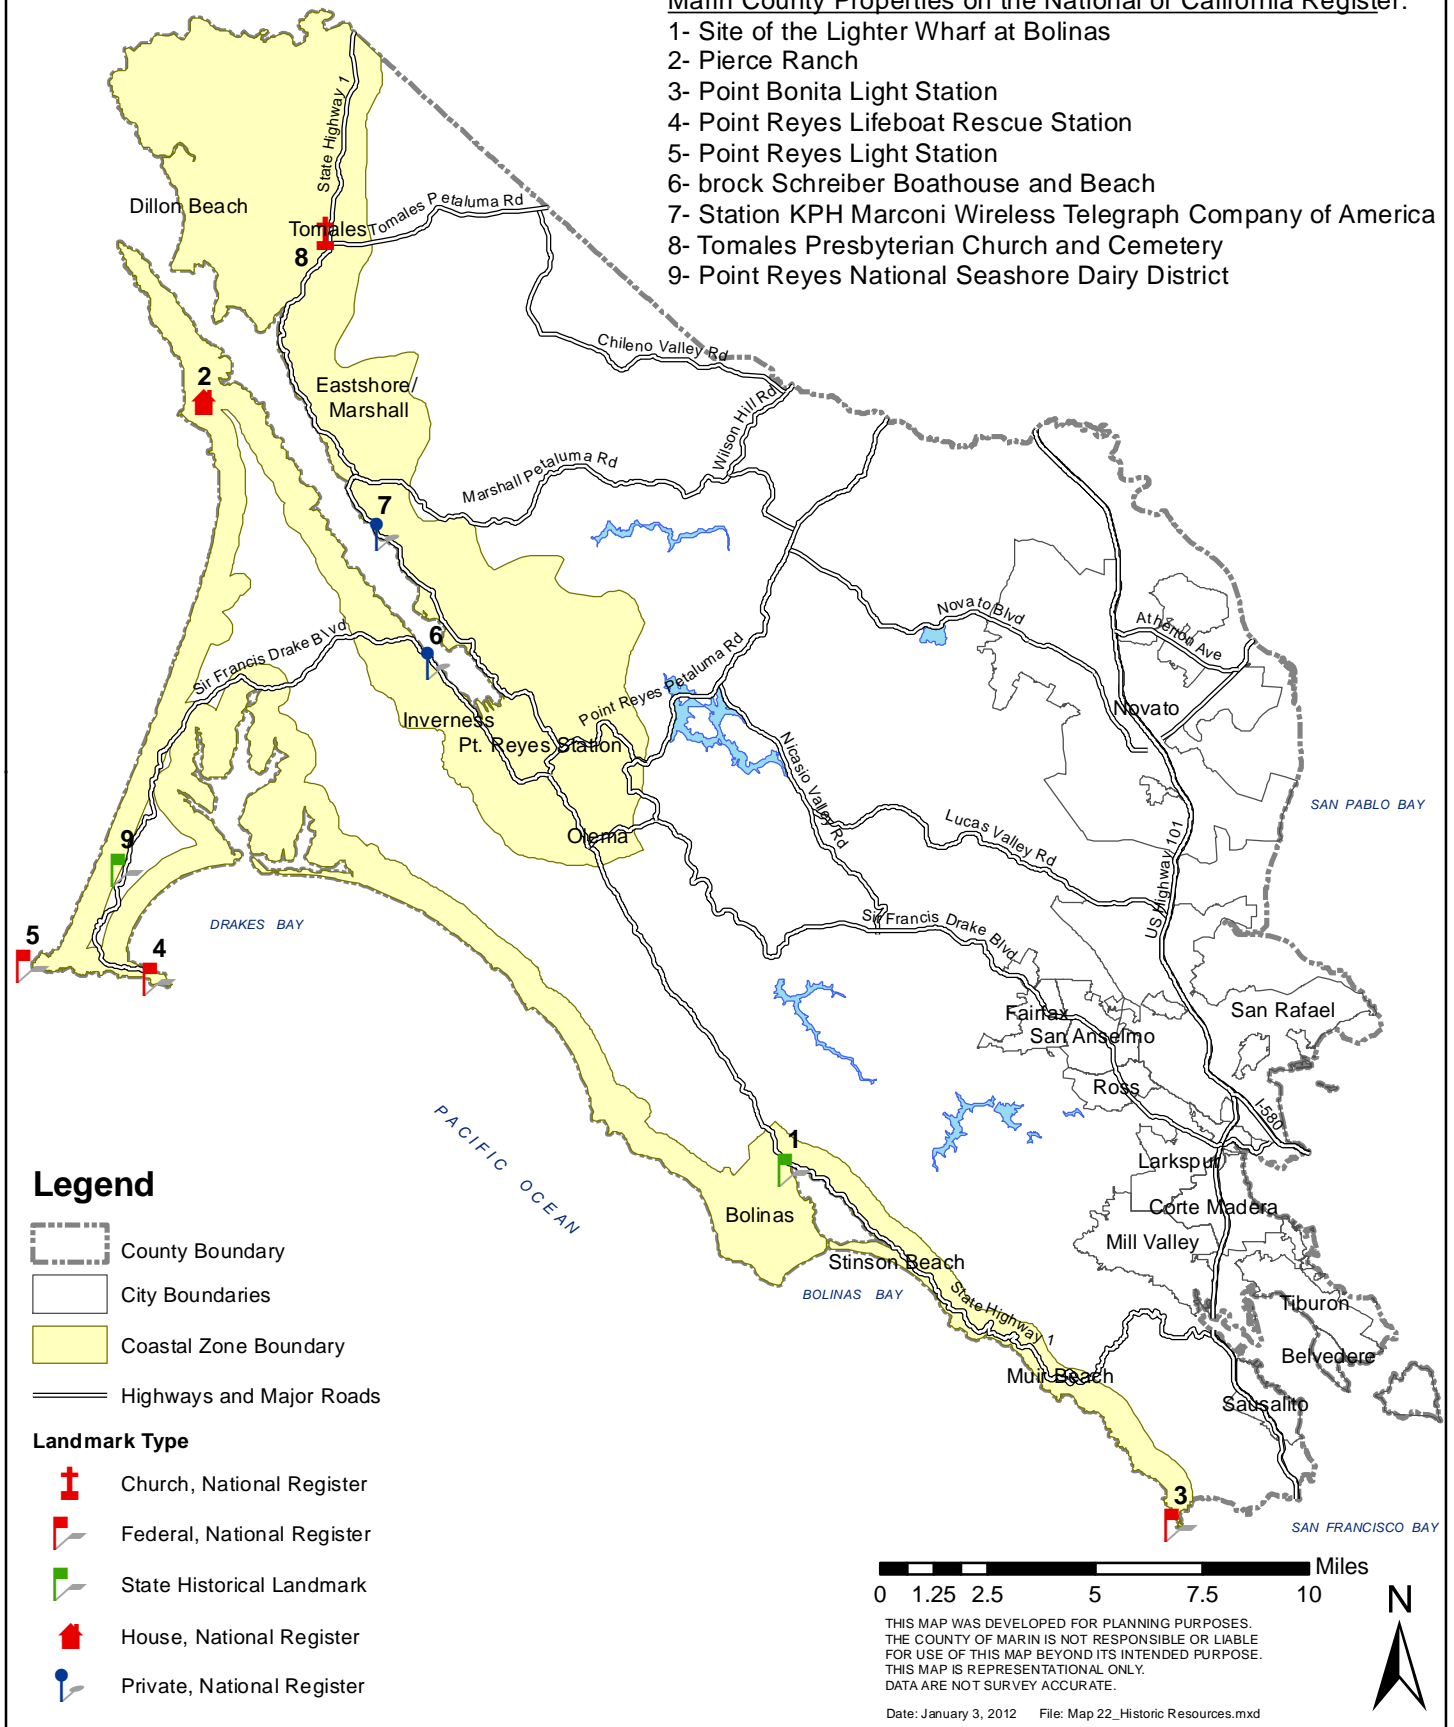 Marin County Properties on the National or California Register:
1- Site of the Lighter Wharf at Bolinas
2- Pierce Ranch
3- Point Bonita Light Station
4- Point Reyes Lifeboat Rescue Station
5- Point Reyes Light Station
6- brock Schreiber Boathouse and Beach
7- Station KPH Marconi Wireless Telegraph Company of America
8- Tomales Presbyterian Church and Cemetery
9- Point Reyes National Seashore Dairy District
State Highway 1
Dillon Beach
Tomales
Tomales Petaluma Rd
8
Chileno Valley Rd
2
Eastshore/
Marshall
Wilson Hill Rd
Marshall Petaluma Rd
7
Novato Blvd
Atherton Ave
6
Sir Francis Drake Blvd
Point Reyes Petaluma Rd
Inverness
Pt. Reyes Station
Novato
Nicasio Valley Rd
SAN PABLO BAY
Olema
Lucas Valley Rd
US Highway 101
9
DRAKES BAY
5
4
Sir Francis Drake Blvd
Fairfax
San Anselmo
San Rafael
Ross
I-580
PACIFIC OCEAN
1
Larkspur
Bolinas
Corte Madera
Mill Valley
Stinson Beach
BOLINAS BAY
State Highway 1
Tiburon
Belvedere
Muir Beach
Sausalito
3
SAN FRANCISCO BAY
Legend
County Boundary
City Boundaries
Coastal Zone Boundary
Highways and Major Roads
Landmark Type
Church, National Register
Federal, National Register
State Historical Landmark
House, National Register
Private, National Register
Miles
0 1.25 2.5 5 7.5 10
N
THIS MAP WAS DEVELOPED FOR PLANNING PURPOSES.
THE COUNTY OF MARIN IS NOT RESPONSIBLE OR LIABLE
FOR USE OF THIS MAP BEYOND ITS INTENDED PURPOSE.
THIS MAP IS REPRESENTATIONAL ONLY.
DATA ARE NOT SURVEY ACCURATE.
Date: January 3, 2012 File: Map 22_Historic Resources.mxd